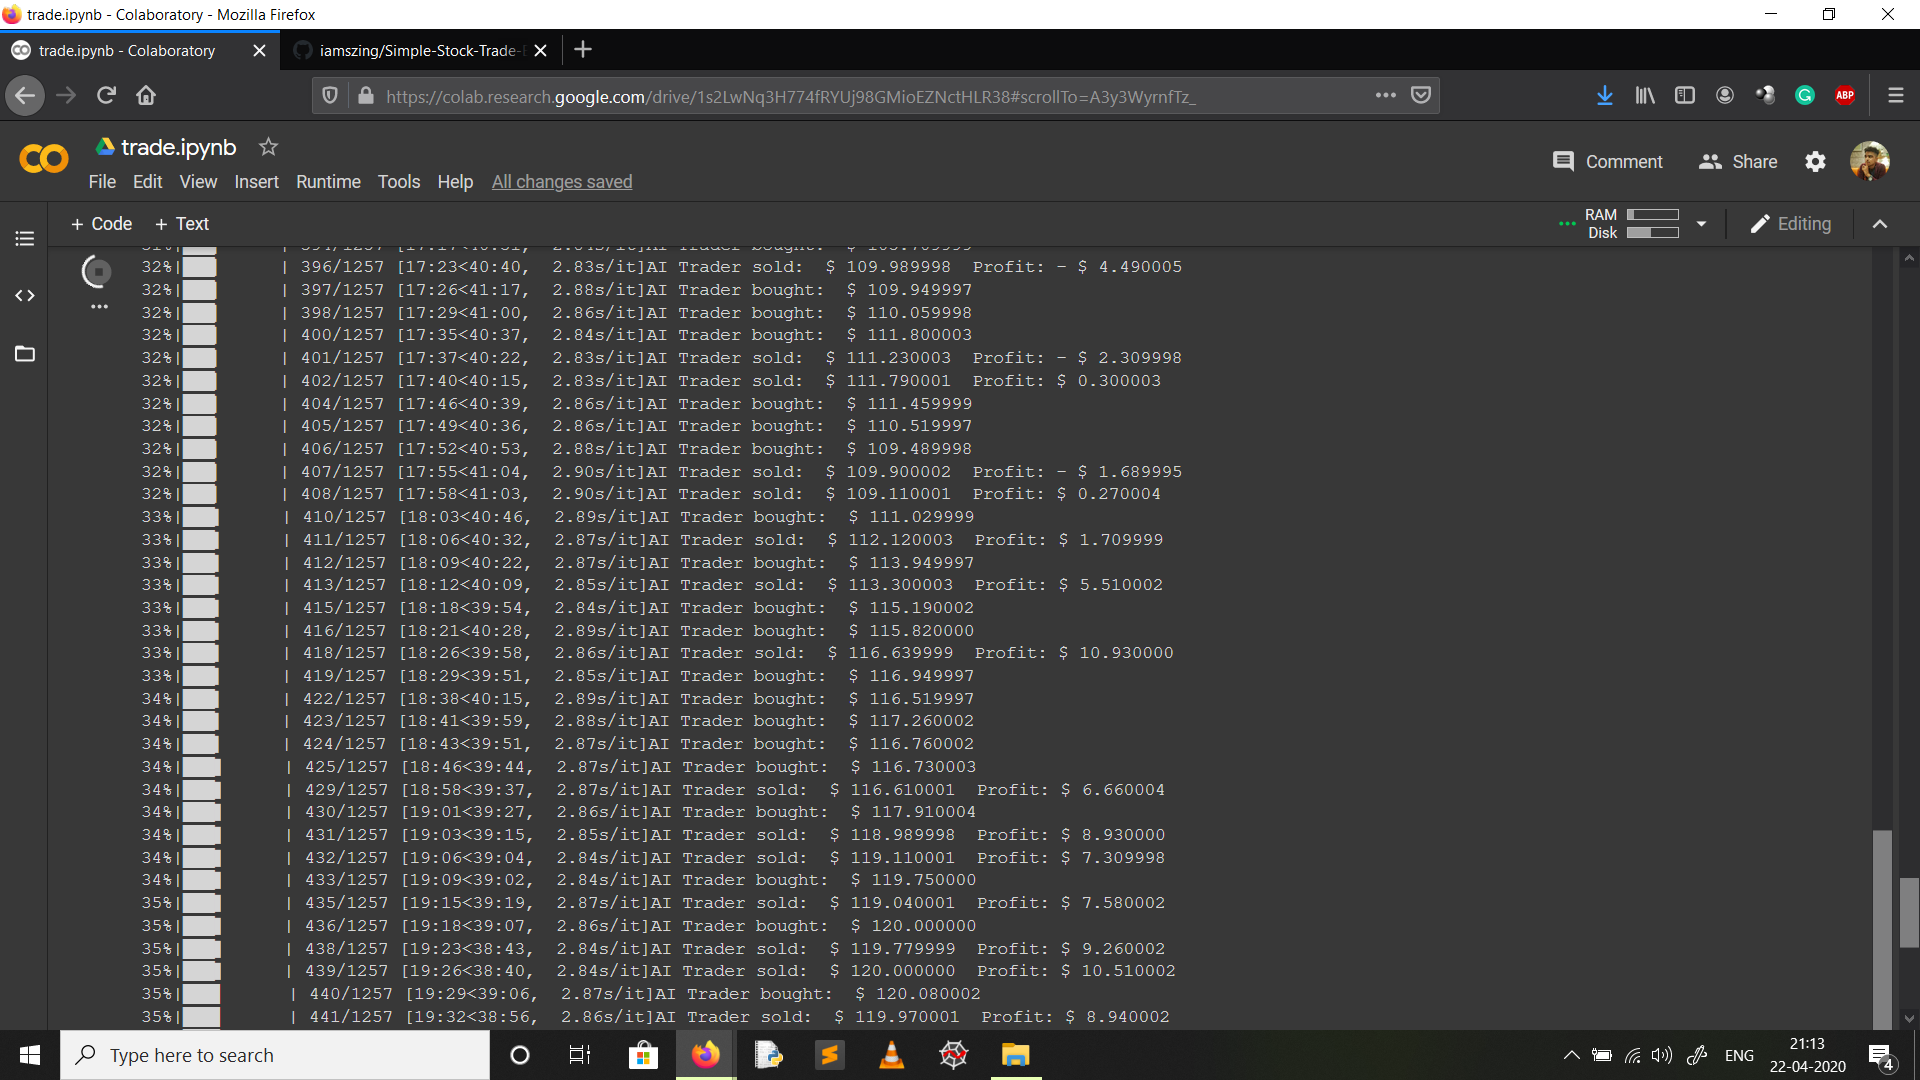 trade.ipynb - Colaboratory - Mozilla Firefox
trade.ipynb - Colaboratory
iamszing/Simple-Stock-Trade-
https://colab.research.google.com/drive/1s2LwNq3H774fRYUj98GMioEZNctHLR38#scrollTo=A3y3WyrnfTz_
ABP
trade.ipynb
File Edit View Insert Runtime Tools Help All changes saved
Comment
Share
+ Code + Text
RAM
Disk
Editing
32%| | 396/1257 [17:23<40:40, 2.83s/it]AI Trader sold: $ 109.989998 Profit: - $ 4.490005
32%| | 397/1257 [17:26<41:17, 2.88s/it]AI Trader bought: $ 109.949997
32%| | 398/1257 [17:29<41:00, 2.86s/it]AI Trader bought: $ 110.059998
32%| | 400/1257 [17:35<40:37, 2.84s/it]AI Trader bought: $ 111.800003
32%| | 401/1257 [17:37<40:22, 2.83s/it]AI Trader sold: $ 111.230003 Profit: - $ 2.309998
32%| | 402/1257 [17:40<40:15, 2.83s/it]AI Trader sold: $ 111.790001 Profit: $ 0.300003
32%| | 404/1257 [17:46<40:39, 2.86s/it]AI Trader bought: $ 111.459999
32%| | 405/1257 [17:49<40:36, 2.86s/it]AI Trader bought: $ 110.519997
32%| | 406/1257 [17:52<40:53, 2.88s/it]AI Trader bought: $ 109.489998
32%| | 407/1257 [17:55<41:04, 2.90s/it]AI Trader sold: $ 109.900002 Profit: - $ 1.689995
32%| | 408/1257 [17:58<41:03, 2.90s/it]AI Trader sold: $ 109.110001 Profit: $ 0.270004
33%| | 410/1257 [18:03<40:46, 2.89s/it]AI Trader bought: $ 111.029999
33%| | 411/1257 [18:06<40:32, 2.87s/it]AI Trader sold: $ 112.120003 Profit: $ 1.709999
33%| | 412/1257 [18:09<40:22, 2.87s/it]AI Trader bought: $ 113.949997
33%| | 413/1257 [18:12<40:09, 2.85s/it]AI Trader sold: $ 113.300003 Profit: $ 5.510002
33%| | 415/1257 [18:18<39:54, 2.84s/it]AI Trader bought: $ 115.190002
33%| | 416/1257 [18:21<40:28, 2.89s/it]AI Trader bought: $ 115.820000
33%| | 418/1257 [18:26<39:58, 2.86s/it]AI Trader sold: $ 116.639999 Profit: $ 10.930000
33%| | 419/1257 [18:29<39:51, 2.85s/it]AI Trader bought: $ 116.949997
34%| | 422/1257 [18:38<40:15, 2.89s/it]AI Trader bought: $ 116.519997
34%| | 423/1257 [18:41<39:59, 2.88s/it]AI Trader bought: $ 117.260002
34%| | 424/1257 [18:43<39:51, 2.87s/it]AI Trader bought: $ 116.760002
34%| | 425/1257 [18:46<39:44, 2.87s/it]AI Trader bought: $ 116.730003
34%| | 429/1257 [18:58<39:37, 2.87s/it]AI Trader sold: $ 116.610001 Profit: $ 6.660004
34%| | 430/1257 [19:01<39:27, 2.86s/it]AI Trader bought: $ 117.910004
34%| | 431/1257 [19:03<39:15, 2.85s/it]AI Trader sold: $ 118.989998 Profit: $ 8.930000
34%| | 432/1257 [19:06<39:04, 2.84s/it]AI Trader sold: $ 119.110001 Profit: $ 7.309998
34%| | 433/1257 [19:09<39:02, 2.84s/it]AI Trader bought: $ 119.750000
35%| | 435/1257 [19:15<39:19, 2.87s/it]AI Trader sold: $ 119.040001 Profit: $ 7.580002
35%| | 436/1257 [19:18<39:07, 2.86s/it]AI Trader bought: $ 120.000000
35%| | 438/1257 [19:23<38:43, 2.84s/it]AI Trader sold: $ 119.779999 Profit: $ 9.260002
35%| | 439/1257 [19:26<38:40, 2.84s/it]AI Trader sold: $ 120.000000 Profit: $ 10.510002
35%| | 440/1257 [19:29<39:06, 2.87s/it]AI Trader bought: $ 120.080002
35%| | 441/1257 [19:32<38:56, 2.86s/it]AI Trader sold: $ 119.970001 Profit: $ 8.940002
Type here to search
ENG
21:13
22-04-2020
4